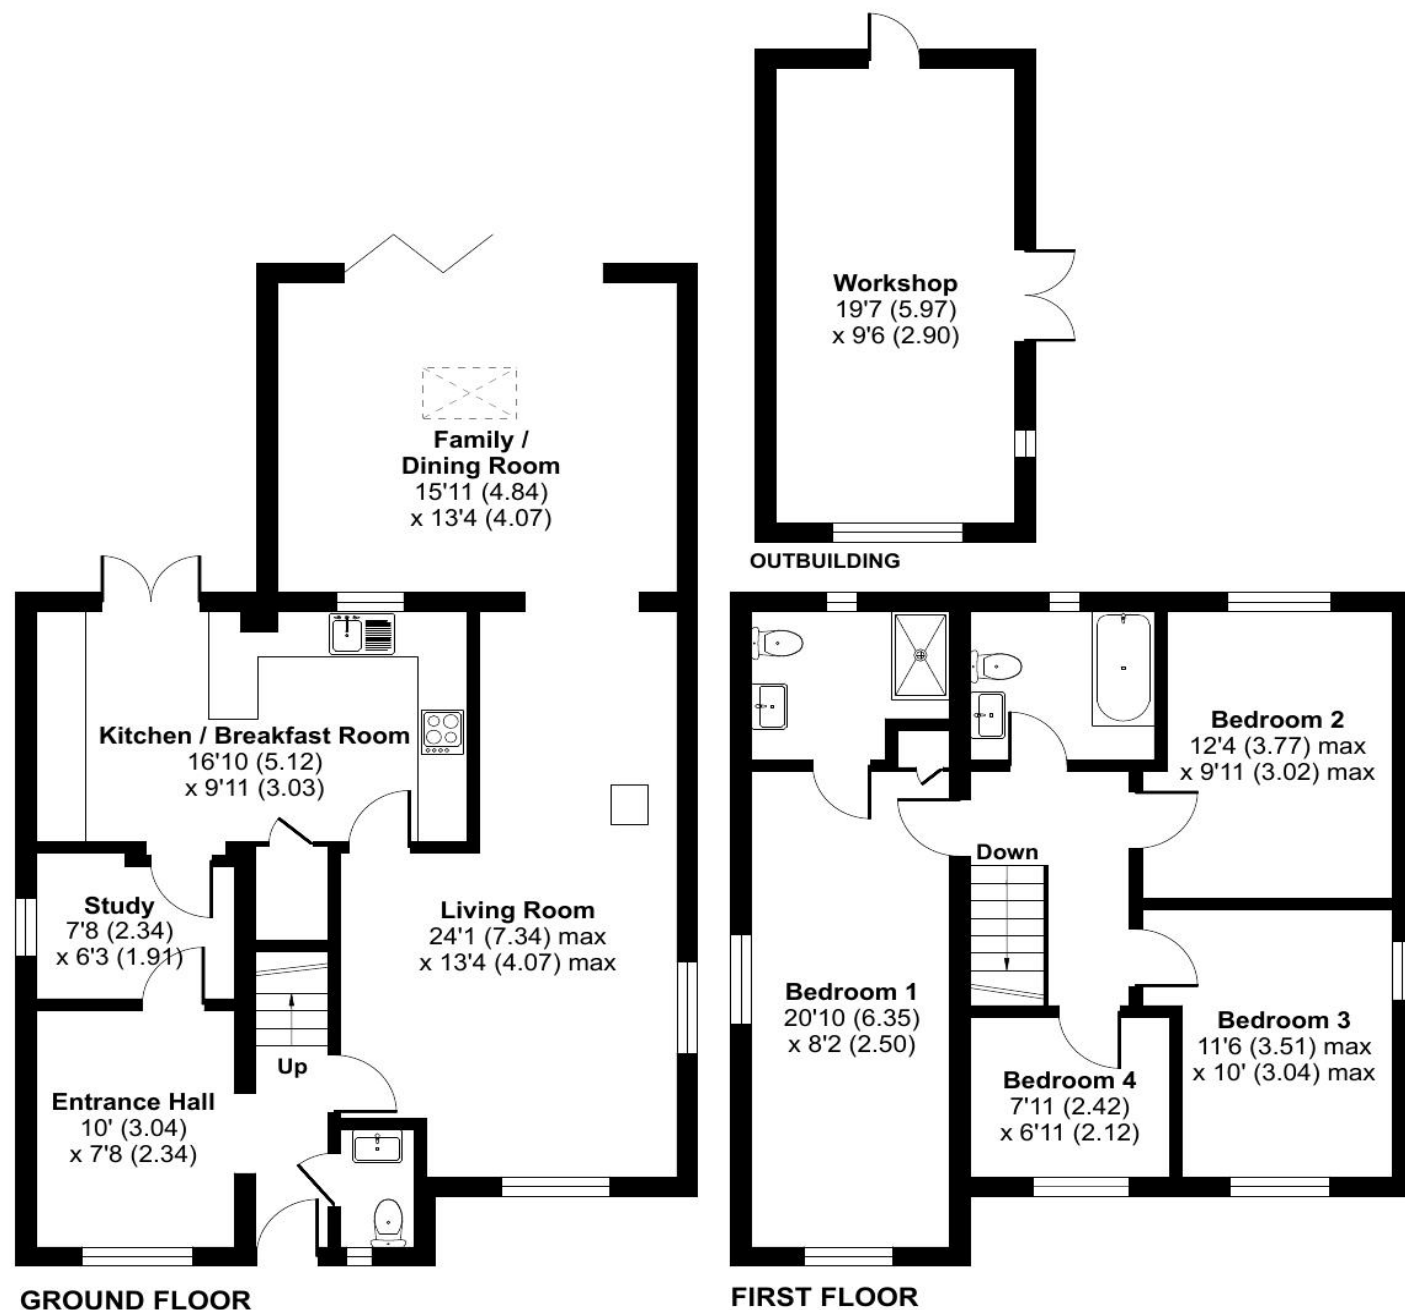 Workshop
19'7 (5.97)
x 9'6 (2.90)
OUTBUILDING
Family /
Dining Room
15'11 (4.84)
x 13'4 (4.07)
Kitchen / Breakfast Room
16'10 (5.12)
x 9'11 (3.03)
Study
7'8 (2.34)
x 6'3 (1.91)
Living Room
24'1 (7.34) max
x 13'4 (4.07) max
Up
Entrance Hall
10' (3.04)
x 7'8 (2.34)
GROUND FLOOR
Bedroom 2
12'4 (3.77) max
x 9'11 (3.02) max
Down
Bedroom 1
20'10 (6.35)
x 8'2 (2.50)
Bedroom 3
11'6 (3.51) max
x 10' (3.04) max
Bedroom 4
7'11 (2.42)
x 6'11 (2.12)
FIRST FLOOR